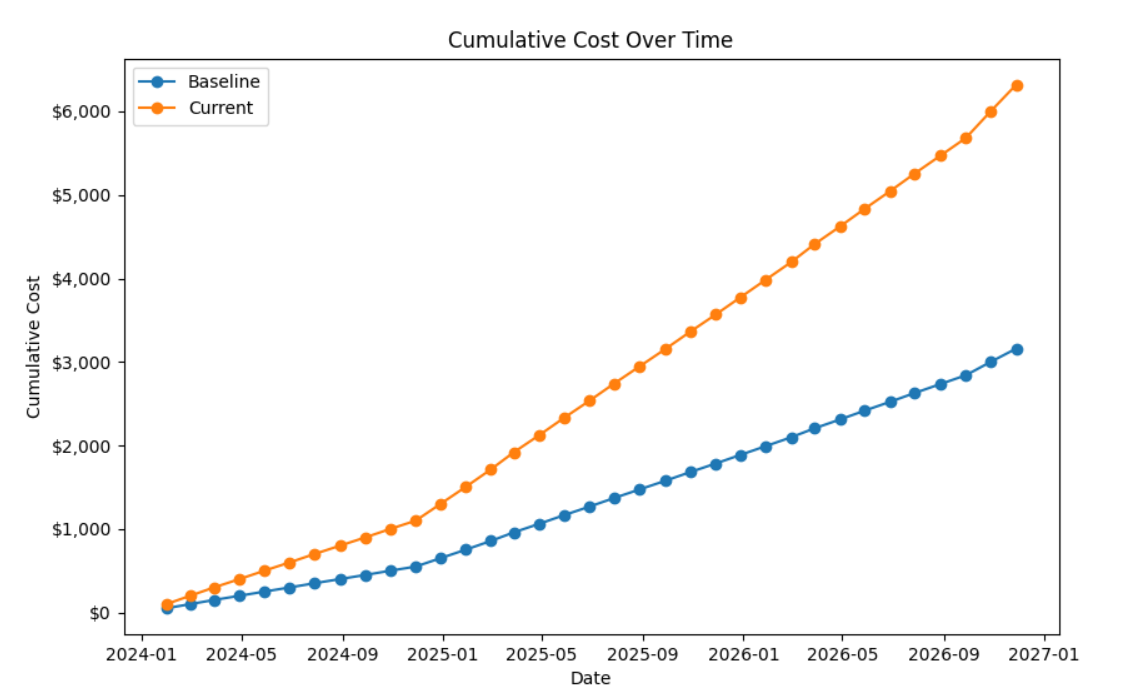 Cumulative Cost Over Time
Baseline
Current
$6,000
$5,000
$4,000
$3,000
$2,000
$1,000
$0
Cumulative Cost
2024-01 2024-05 2024-09 2025-01 2025-05 2025-09 2026-01 2026-05 2026-09 2027-01
Date